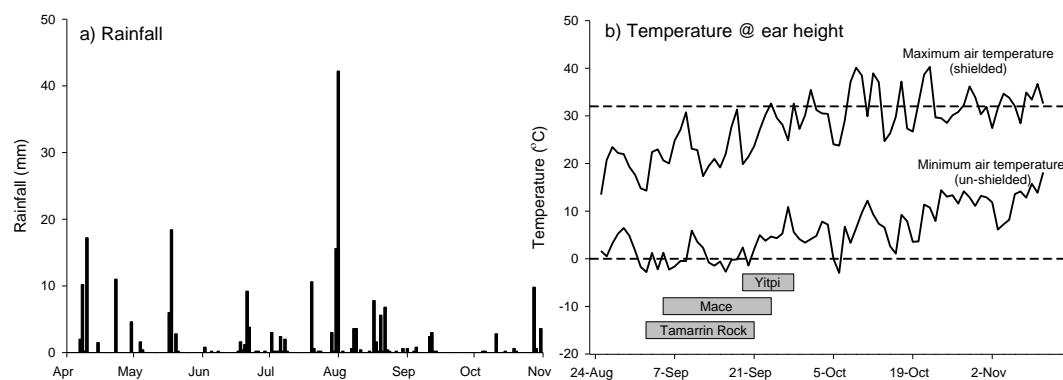 a) Rainfall
Rainfall (mm)
50
40
30
20
10
0
Apr May Jun Jul Aug Sep Oct Nov
b) Temperature @ ear height
Temperature (°C)
50
40
30
20
10
0
-10
-20
Maximum air temperature
(shielded)
Minimum air temperature
(un-shielded)
Yitpi
Mace
Tamarrin Rock
24-Aug 7-Sep 21-Sep 5-Oct 19-Oct 2-Nov